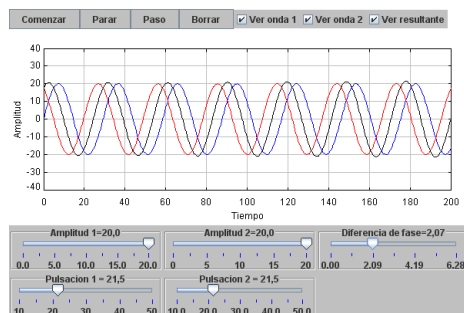 Comenzar Parar Paso Borrar Ver onda 1 Ver onda 2 Ver resultante
40
30
20
10
0
-10
-20
-30
-40
Amplitud
0 20 40 60 80 100 120 140 160 180 200
Tiempo
Amplitud 1=20,0 Amplitud 2=20,0 Diferencia de fase=2,07
0.0 5.0 10.0 15.0 20.0 0 5 10 15 20 0.00 2.09 4.19 6.28
Pulsacion 1 = 21,5 Pulsacion 2 = 21,5
10 20 30 40 50 10.0 20.0 30.0 40.0 50.0